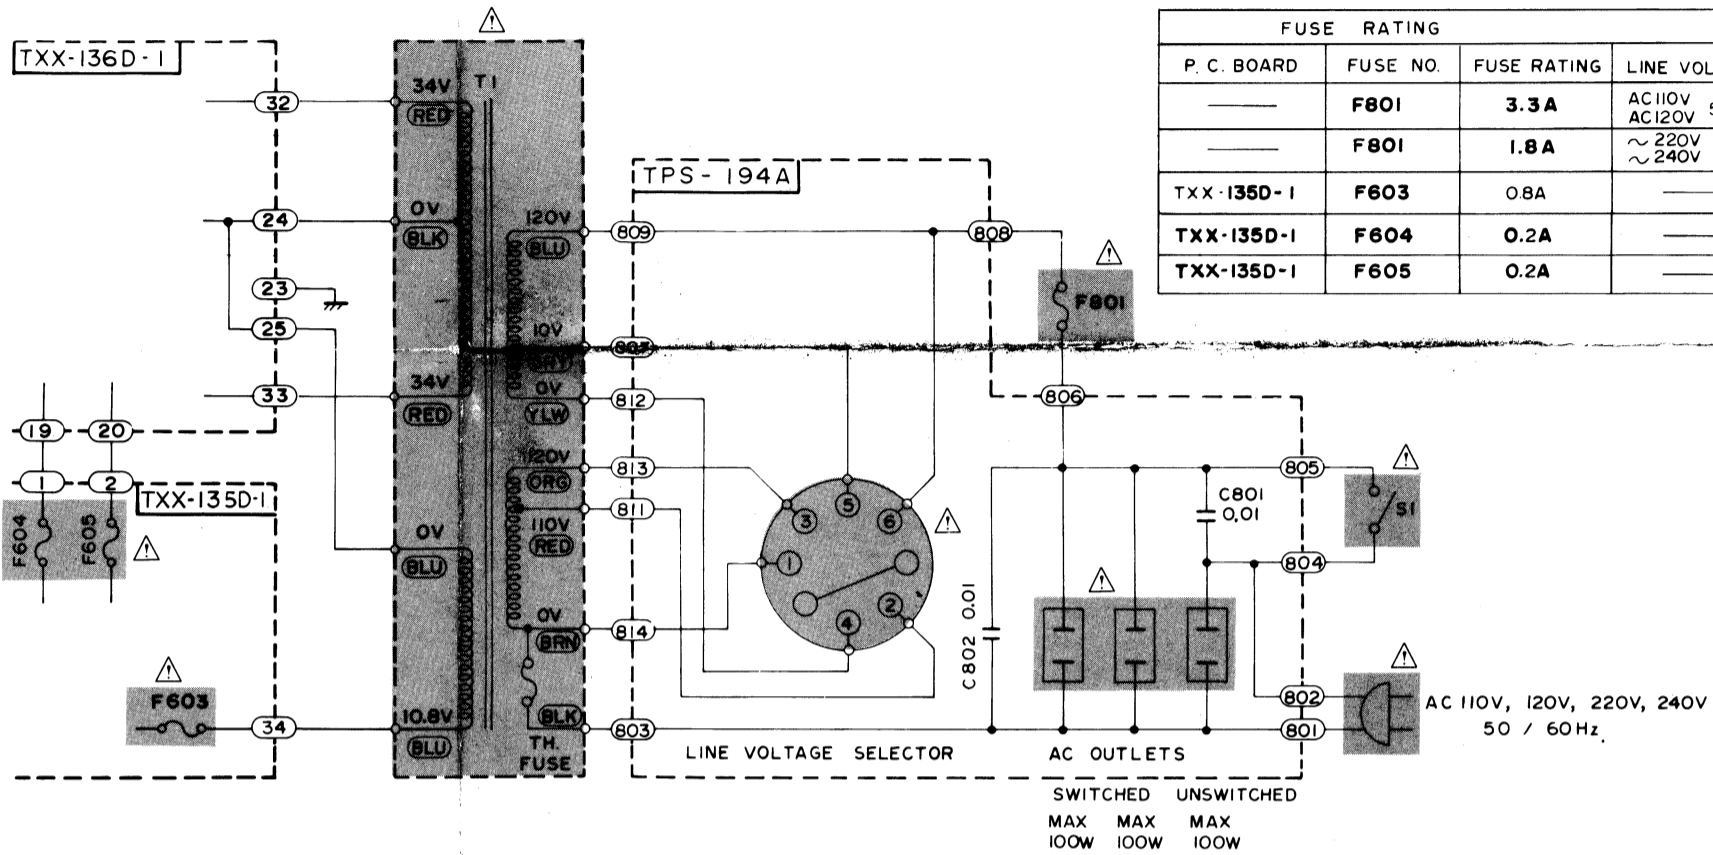 FUSE RATING
P. C. BOARD FUSE NO. FUSE RATING LINE VOL
F801 3.3A AC110V AC120V 5
F801 1.8A ~220V ~240V
TXX-135D-1 F603 0.8A
TXX-135D-1 F604 0.2A
TXX-135D-1 F605 0.2A
TXX-136D-1
32
24
23
25
33
19
20
1
2
TXX-135D-1
F604
F605
F603
34
T1
34V
RED
0V
BLK
34V
RED
0V
BLU
10.8V
BLU
120V
BLU
10V
GRY
0V
YLW
120V
ORG
110V
RED
0V
BRN
BLK
TH.
FUSE
TPS-194A
809
807
812
813
811
814
803
808
F801
806
805
804
802
801
3
5
6
1
2
4
C801
0.01
C802 0.01
S1
LINE VOLTAGE SELECTOR
AC OUTLETS
SWITCHED UNSWITCHED
MAX MAX MAX
100W 100W 100W
AC 110V, 120V, 220V, 240V
50 / 60Hz.